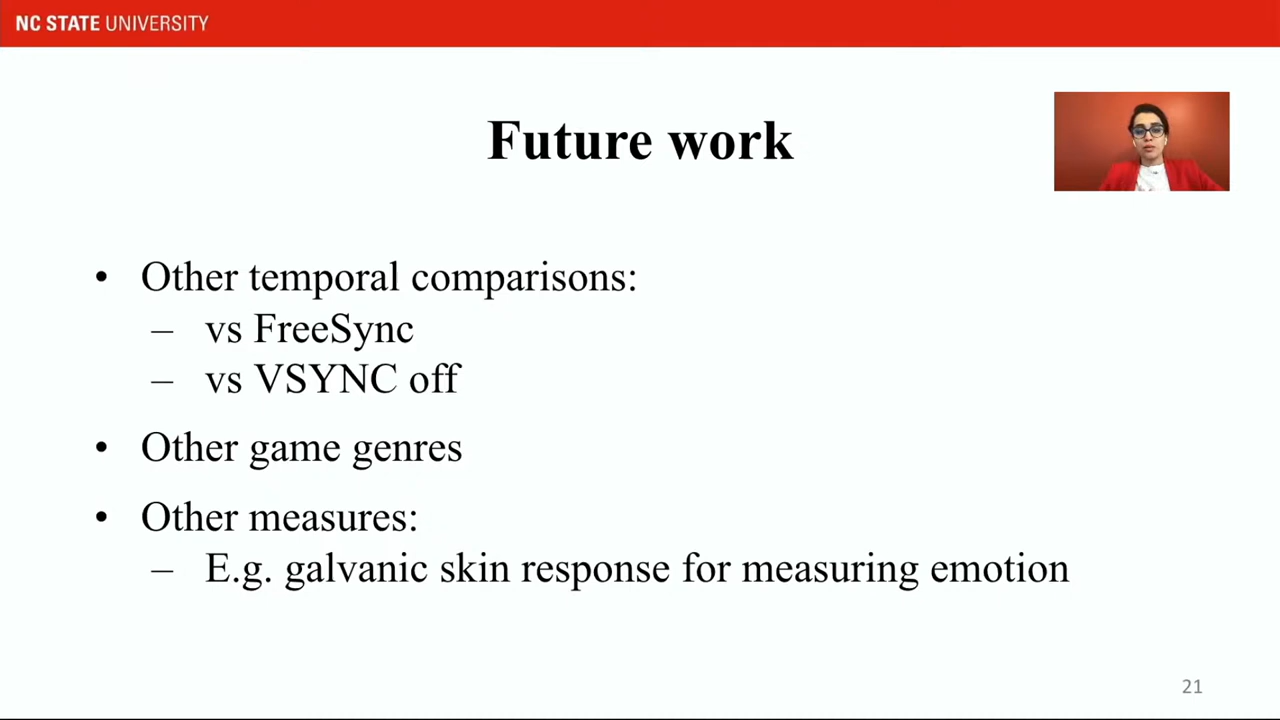 NC STATE UNIVERSITY
Future work
• Other temporal comparisons:
– vs FreeSync
– vs VSYNC off
• Other game genres
• Other measures:
– E.g. galvanic skin response for measuring emotion
21